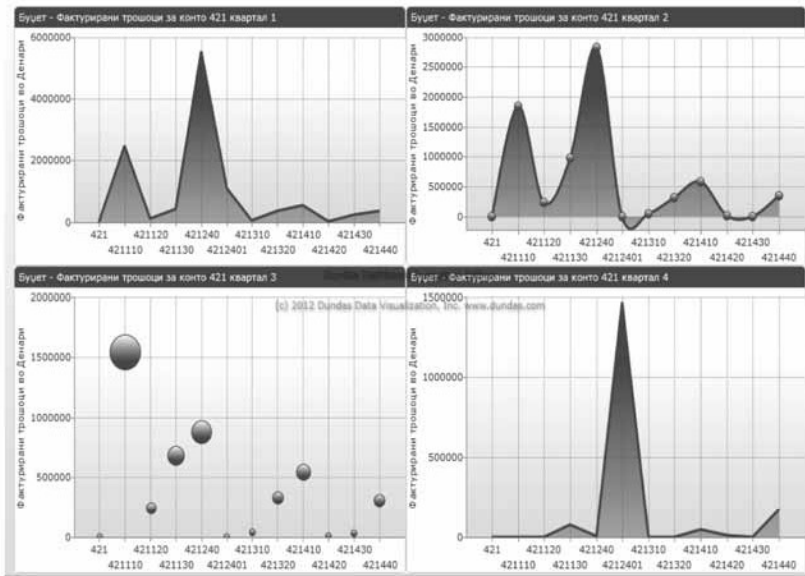 Буџет - Фактурирани трошоци за конто 421 квартал 1
Фактурирани трошоци во Денари
6000000
4000000
2000000
0
421 421120 421240 421310 421410 421430
421110 421130 4212401 421320 421420 421440
Буџет - Фактурирани трошоци за конто 421 квартал 2
Фактурирани трошоци во Денари
3000000
2500000
2000000
1500000
1000000
500000
0
421 421120 421240 421310 421410 421430
421110 421130 4212401 421320 421420 421440
Буџет - Фактурирани трошоци за конто 421 квартал 3
Фактурирани трошоци во Денари
2000000
1500000
1000000
500000
0
421 421120 421240 421310 421410 421430
421110 421130 4212401 421320 421420 421440
Буџет - Фактурирани трошоци за конто 421 квартал 4
Фактурирани трошоци во Денари
1500000
1000000
500000
0
421 421120 421240 421310 421410 421430
421110 421130 4212401 421320 421420 421440
Dundas
(c) 2012 Dundas Data Visualization, Inc. www.dundas.com